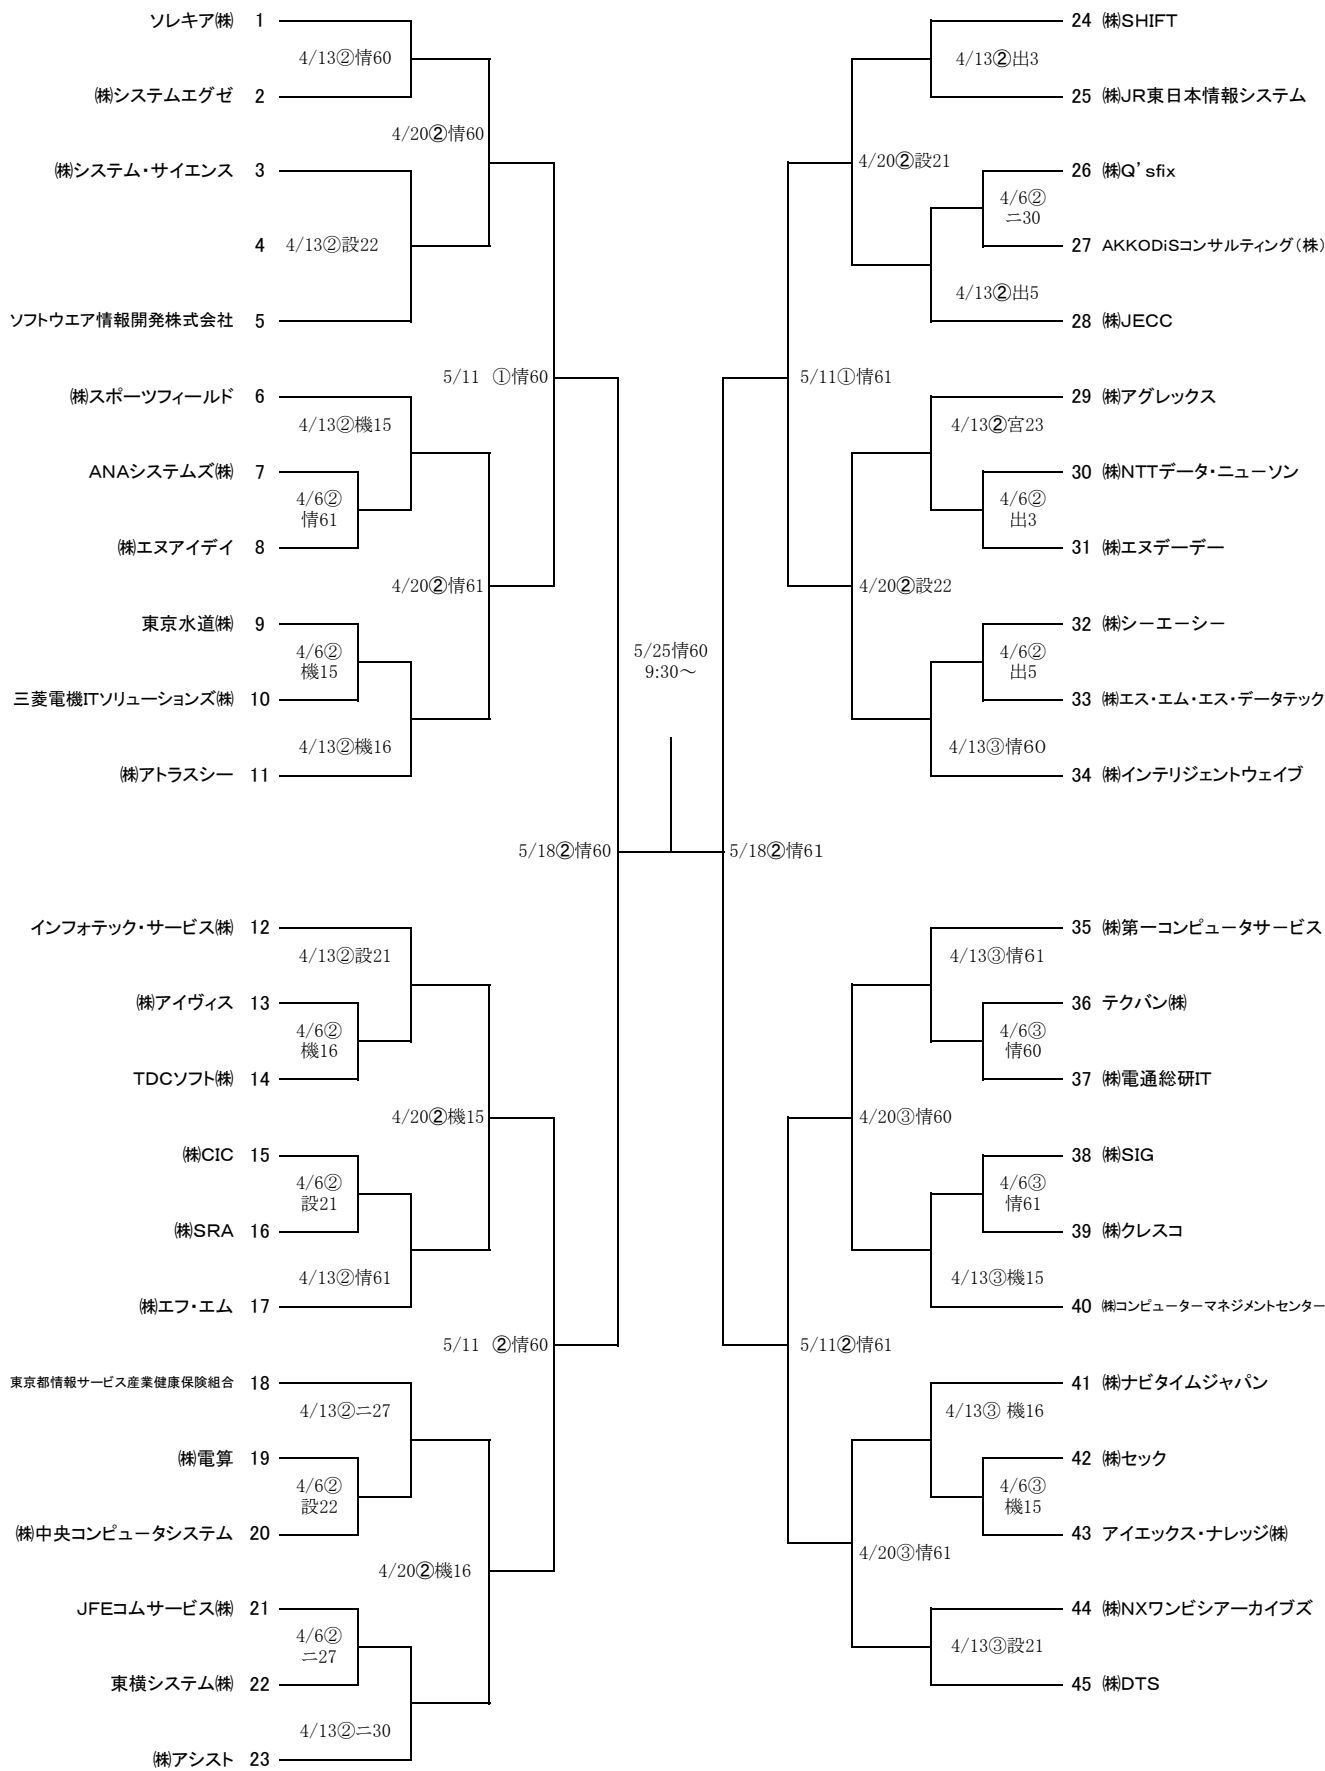 ソレキア㈱ 1
4/13②情60
㈱システムエグゼ 2
4/20②情60
㈱システム・サイエンス 3
4 4/13②設22
ソフトウエア情報開発株式会社 5
5/11 ①情60
㈱スポーツフィールド 6
4/13②機15
ANAシステムズ㈱ 7
4/6②
情61
㈱エヌアイデイ 8
4/20②情61
東京水道㈱ 9
4/6②
機15
三菱電機ITソリューションズ㈱ 10
4/13②機16
㈱アトラスシー 11
5/18②情60
インフォテック・サービス㈱ 12
4/13②設21
㈱アイヴィス 13
4/6②
機16
TDCソフト㈱ 14
4/20②機15
㈱CIC 15
4/6②
設21
㈱SRA 16
4/13②情61
㈱エフ・エム 17
5/11 ②情60
東京都情報サービス産業健康保険組合 18
4/13②ニ27
㈱電算 19
4/6②
設22
㈱中央コンピュータシステム 20
4/20②機16
JFEコムサービス㈱ 21
4/6②
ニ27
東横システム㈱ 22
4/13②ニ30
㈱アシスト 23
5/25情60
9:30～
24 ㈱SHIFT
4/13②出3
25 ㈱JR東日本情報システム
4/20②設21
26 ㈱Q’sfix
4/6②
ニ30
27 AKKODiSコンサルティング（株）
4/13②出5
28 ㈱JECC
5/11①情61
29 ㈱アグレックス
4/13②宮23
30 ㈱NTTデータ・ニューソン
4/6②
出3
31 ㈱エヌデーデー
4/20②設22
32 ㈱シーエーシー
4/6②
出5
33 ㈱エス・エム・エス・データテック
4/13③情60
34 ㈱インテリジェントウェイブ
5/18②情61
35 ㈱第一コンピュータサービス
4/13③情61
36 テクバン㈱
4/6③
情60
37 ㈱電通総研IT
4/20③情60
38 ㈱SIG
4/6③
情61
39 ㈱クレスコ
4/13③機15
40 ㈱コンピューターマネジメントセンター
5/11②情61
41 ㈱ナビタイムジャパン
4/13③ 機16
42 ㈱セック
4/6③
機15
43 アイエックス・ナレッジ㈱
4/20③情61
44 ㈱NXワンビシアーカイブズ
4/13③設21
45 ㈱DTS